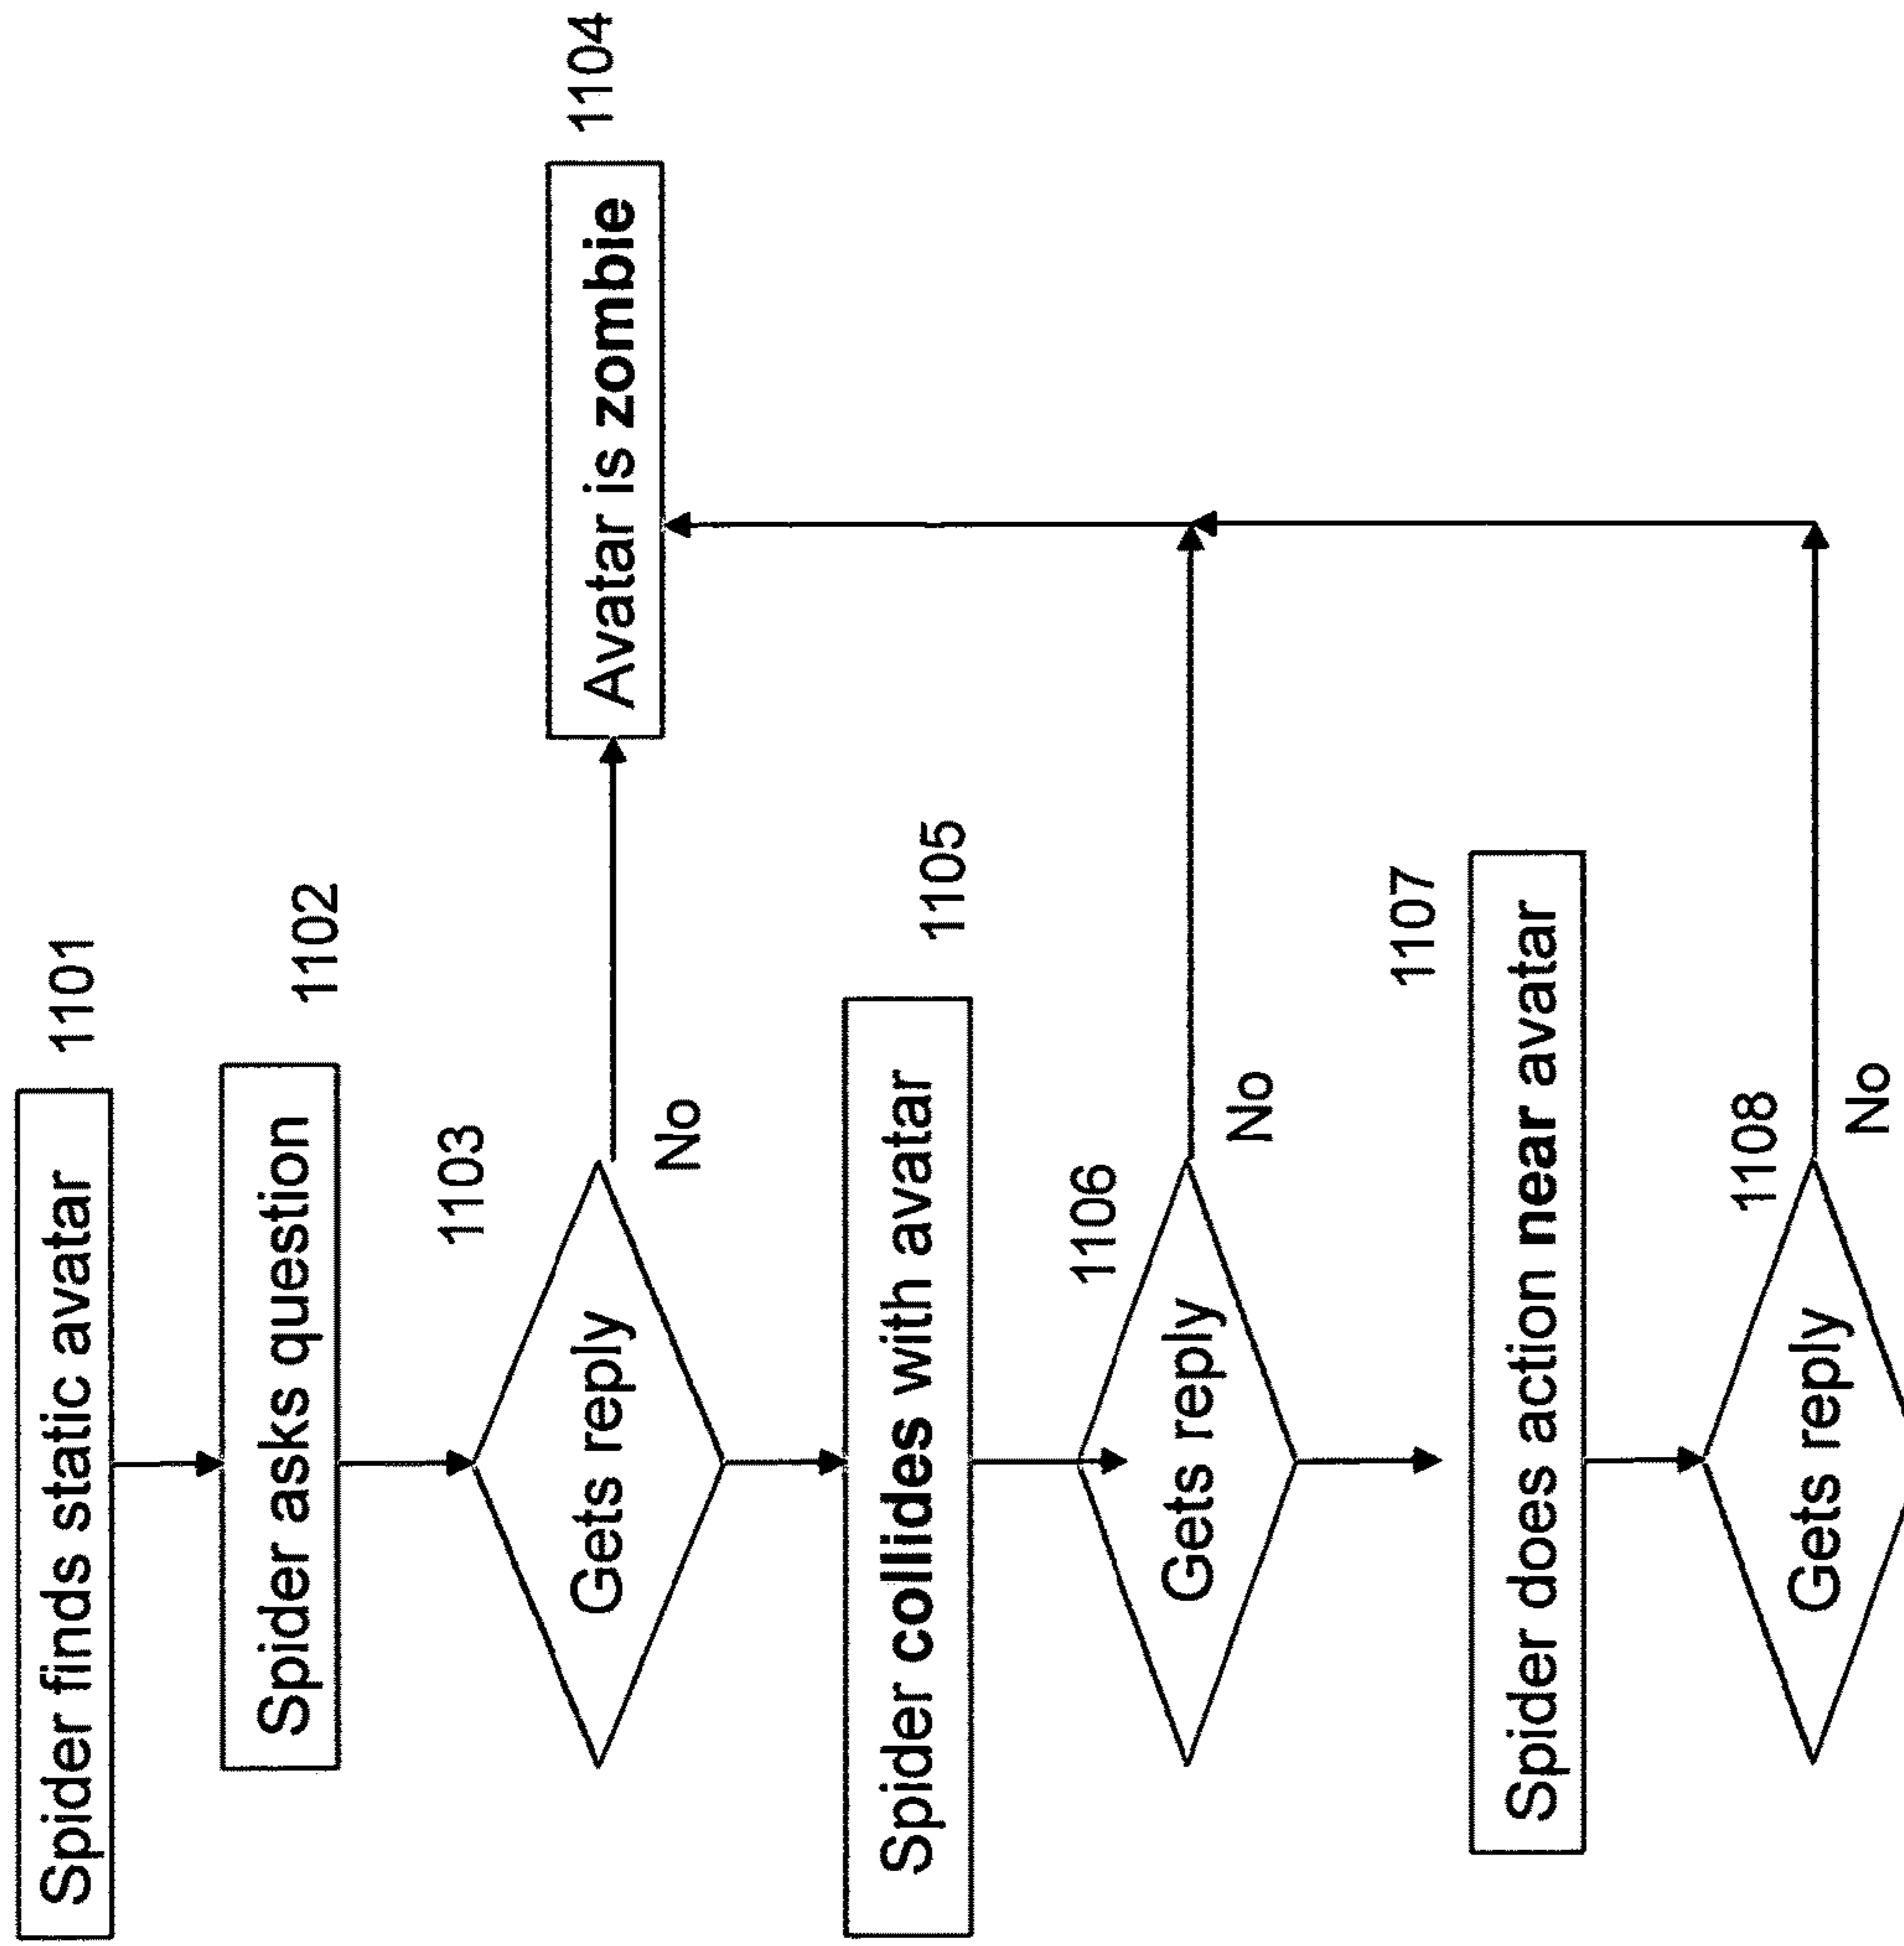 Spider finds static avatar
1101
Spider asks question
1102
Gets reply
1103
No
Avatar is zombie
1104
Spider collides with avatar
1105
Gets reply
1106
No
Spider does action near avatar
1107
Gets reply
1108
No